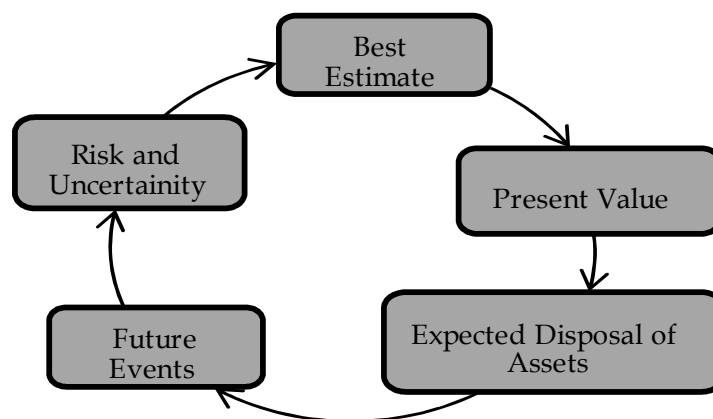 Best
Estimate
Present Value
Expected Disposal of
Assets
Future
Events
Risk and
Uncertainity